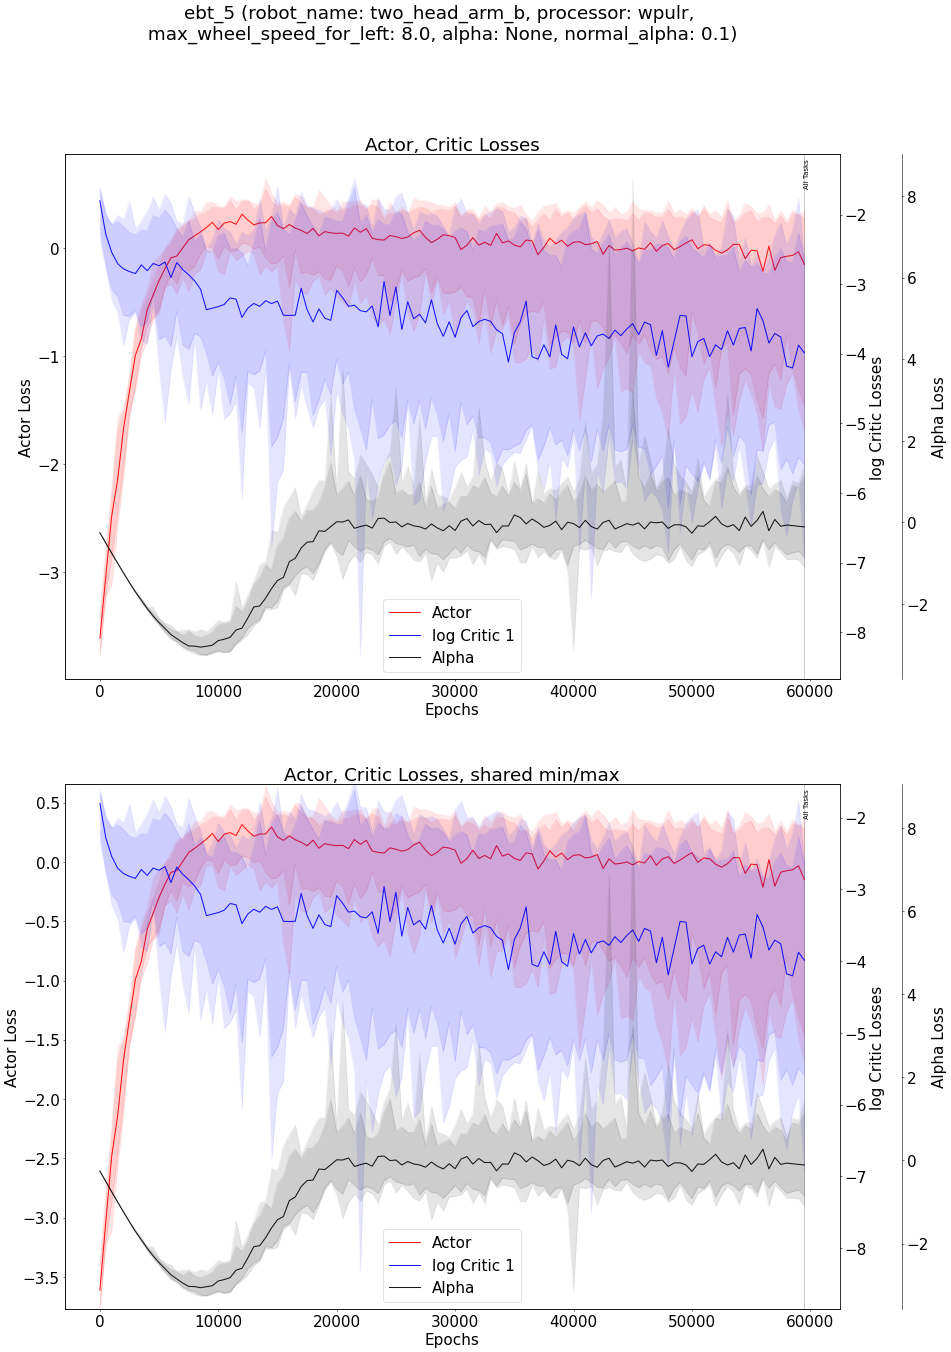 ebt_5 (robot_name: two_head_arm_b, processor: wpulr,
max_wheel_speed_for_left: 8.0, alpha: None, normal_alpha: 0.1)
Actor, Critic Losses
All Tasks
0
−1
−2
−3
Actor Loss
−2
−3
−4
−5
−6
−7
−8
log Critic Losses
8
6
4
2
0
−2
Alpha Loss
Actor
log Critic 1
Alpha
0 10000 20000 30000 40000 50000 60000
Epochs
Actor, Critic Losses, shared min/max
All Tasks
0.5
0.0
−0.5
−1.0
−1.5
−2.0
−2.5
−3.0
−3.5
Actor Loss
−2
−3
−4
−5
−6
−7
−8
log Critic Losses
8
6
4
2
0
−2
Alpha Loss
Actor
log Critic 1
Alpha
0 10000 20000 30000 40000 50000 60000
Epochs